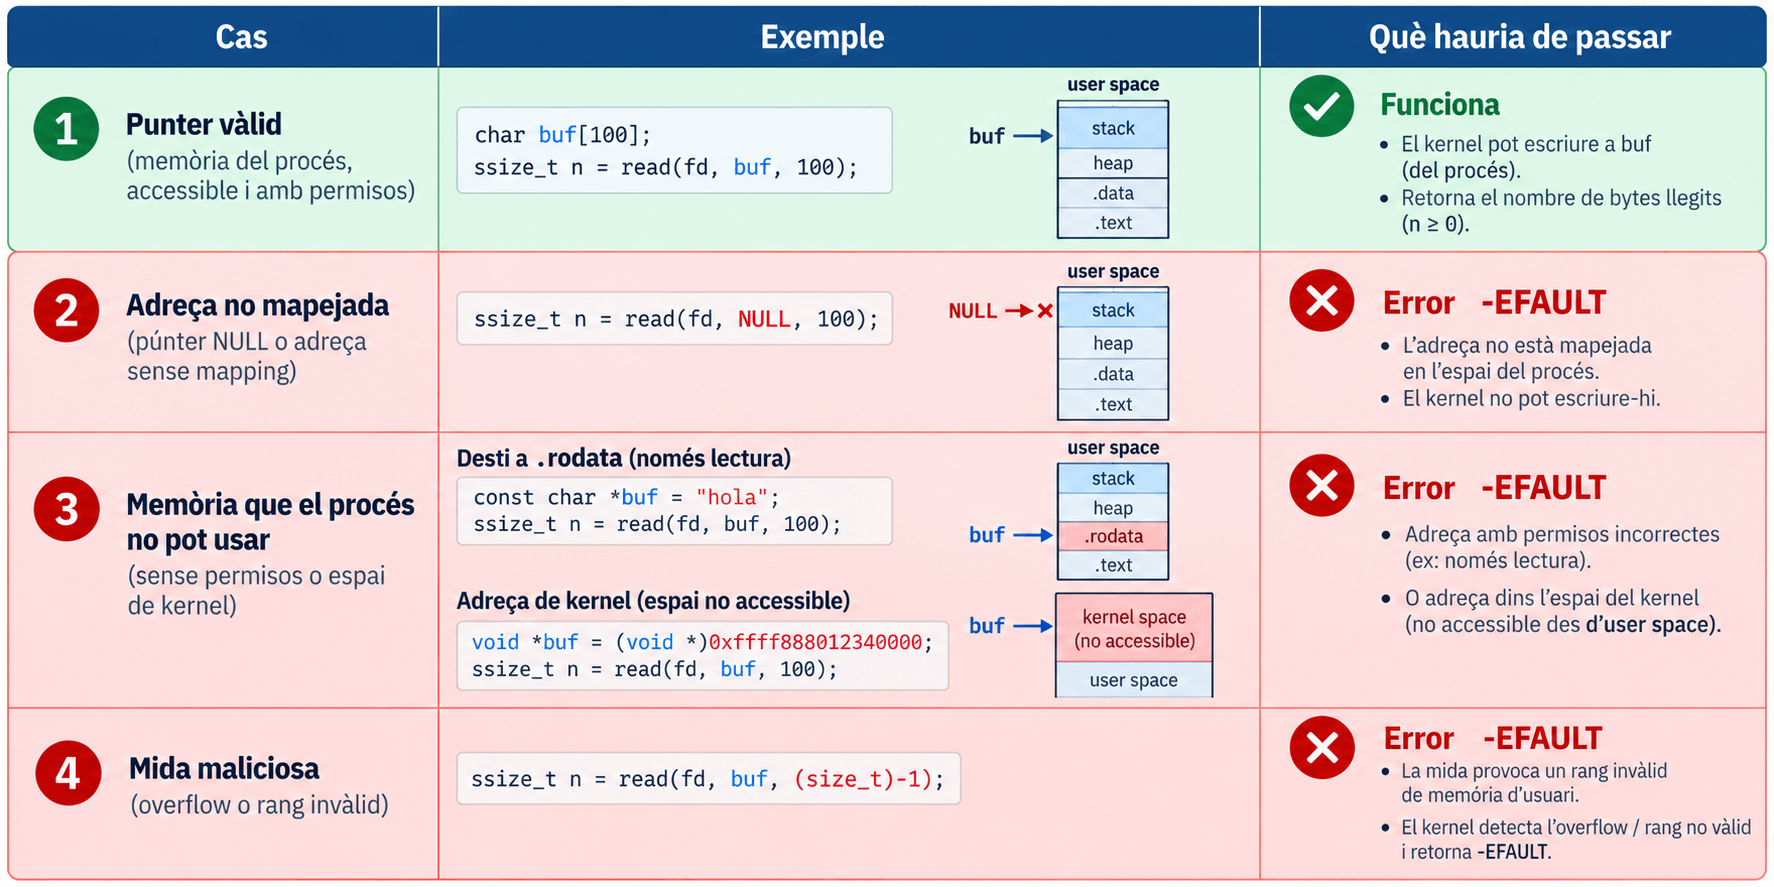 Cas
Exemple
Què hauria de passar
1
Punter vàlid
(memòria del procés,
accessible i amb permisos)
char buf[100];
ssize_t n = read(fd, buf, 100);
user space
buf
stack
heap
.data
.text
Funciona
• El kernel pot escriure a buf
(del procés).
• Retorna el nombre de bytes llegits
(n ≥ 0).
2
Adreça no mapejada
(púnter NULL o adreça
sense mapping)
ssize_t n = read(fd, NULL, 100);
user space
NULL
stack
heap
.data
.text
Error -EFAULT
• L’adreça no està mapejada
en l’espai del procés.
• El kernel no pot escriure-hi.
3
Memòria que el procés
no pot usar
(sense permisos o espai
de kernel)
Desti a .rodata (només lectura)
const char *buf = "hola";
ssize_t n = read(fd, buf, 100);
user space
stack
heap
buf
.rodata
.text
Adreça de kernel (espai no accessible)
void *buf = (void *)0xffff888012340000;
ssize_t n = read(fd, buf, 100);
buf
kernel space
(no accessible)
user space
Error -EFAULT
• Adreça amb permisos incorrectes
(ex: només lectura).
• O adreça dins l’espai del kernel
(no accessible des d’user space).
4
Mida maliciosa
(overflow o rang invàlid)
ssize_t n = read(fd, buf, (size_t)-1);
Error -EFAULT
• La mida provoca un rang invàlid
de memória d’usuari.
• El kernel detecta l’overflow / rang no vàlid
i retorna -EFAULT.